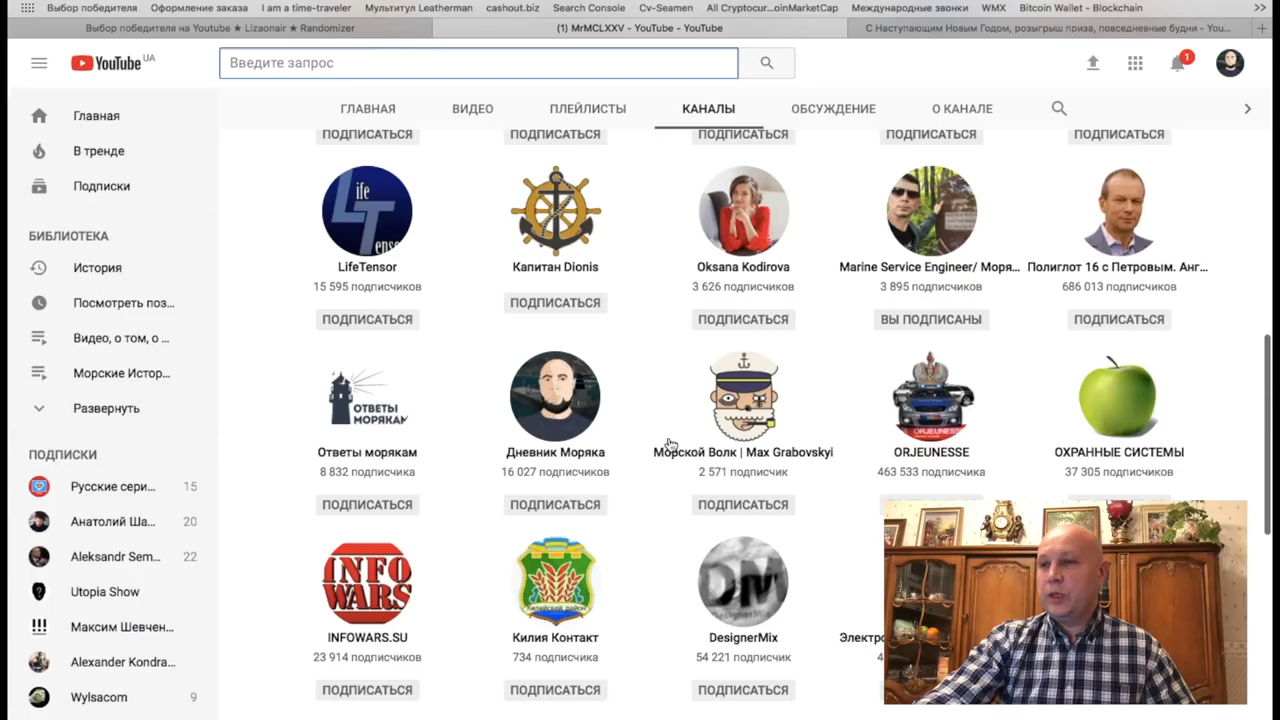 Выбор победителя Оформление заказа I am a time-traveler Мультитул Leatherman cashout.biz Search Console Cv-Seamen All Cryptocur...oinMarketCap Международные звонки WMX Bitcoin Wallet - Blockchain
Выбор победителя на Youtube ★ Lizaonair ★ Randomizer (1) MrMCLXXV - YouTube - YouTube С Наступающим Новым Годом, розыгрыш приза, повседневные будни - You...
YouTube UA
Введите запрос
1
ГЛАВНАЯ ВИДЕО ПЛЕЙЛИСТЫ КАНАЛЫ ОБСУЖДЕНИЕ О КАНАЛЕ
Главная
В тренде
Подписки
БИБЛИОТЕКА
История
Посмотреть поз...
Видео, о том, о ...
Морские Истор...
Развернуть
ПОДПИСКИ
Русские сери... 15
Анатолий Ша... 20
Aleksandr Sem... 22
Utopia Show
Максим Шевчен...
Alexander Kondra...
Wylsacom 9
ПОДПИСАТЬСЯ ПОДПИСАТЬСЯ ПОДПИСАТЬСЯ ПОДПИСАТЬСЯ ПОДПИСАТЬСЯ
Life
Tensor
LifeTensor Капитан Dionis Oksana Kodirova Marine Service Engineer/ Моря... Полиглот 16 с Петровым. Анг...
15 595 подписчиков 3 626 подписчиков 3 895 подписчиков 686 013 подписчиков
ПОДПИСАТЬСЯ ПОДПИСАТЬСЯ ПОДПИСАТЬСЯ ВЫ ПОДПИСАНЫ ПОДПИСАТЬСЯ
ОТВЕТЫ
МОРЯКАМ
ORJEUNESSE
Ответы морякам Дневник Моряка Морской Волк | Max Grabovskyi ORJEUNESSE ОХРАННЫЕ СИСТЕМЫ
8 832 подписчика 16 027 подписчиков 2 571 подписчик 463 533 подписчика 37 305 подписчиков
ПОДПИСАТЬСЯ ПОДПИСАТЬСЯ ПОДПИСАТЬСЯ
INFO
WARS
КИЛИЙСКИЙ РАЙОН
DM
DesignerMix
INFOWARS.SU Килия Контакт DesignerMix Электро
23 914 подписчиков 734 подписчика 54 221 подписчик 4
ПОДПИСАТЬСЯ ПОДПИСАТЬСЯ ПОДПИСАТЬСЯ